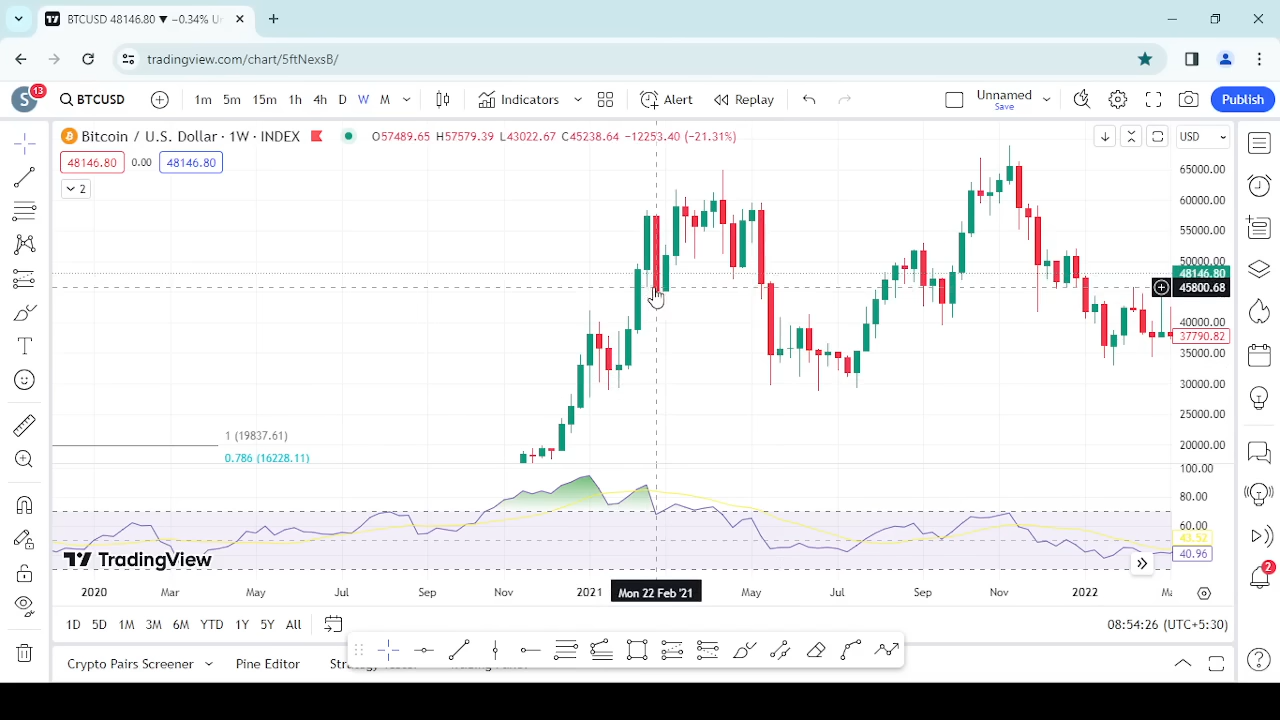 BTCUSD 48146.80 ▼ −0.34% Un
tradingview.com/chart/5ftNexsB/
S 13 BTCUSD 1m 5m 15m 1h 4h D W M Indicators Alert Replay Unnamed Save Publish
Bitcoin / U.S. Dollar · 1W · INDEX O57489.65 H57579.39 L43022.67 C45238.64 −12253.40 (−21.31%) USD
48146.80 0.00 48146.80
2
65000.00
60000.00
55000.00
50000.00
48146.80
45800.68
40000.00
37790.82
35000.00
30000.00
25000.00
20000.00
1 (19837.61)
0.786 (16228.11)
100.00
80.00
60.00
43.52
40.96
TradingView
2020 Mar May Jul Sep Nov 2021 Mon 22 Feb '21 May Jul Sep Nov 2022
2
1D 5D 1M 3M 6M YTD 1Y 5Y All 08:54:26 (UTC+5:30)
Crypto Pairs Screener Pine Editor